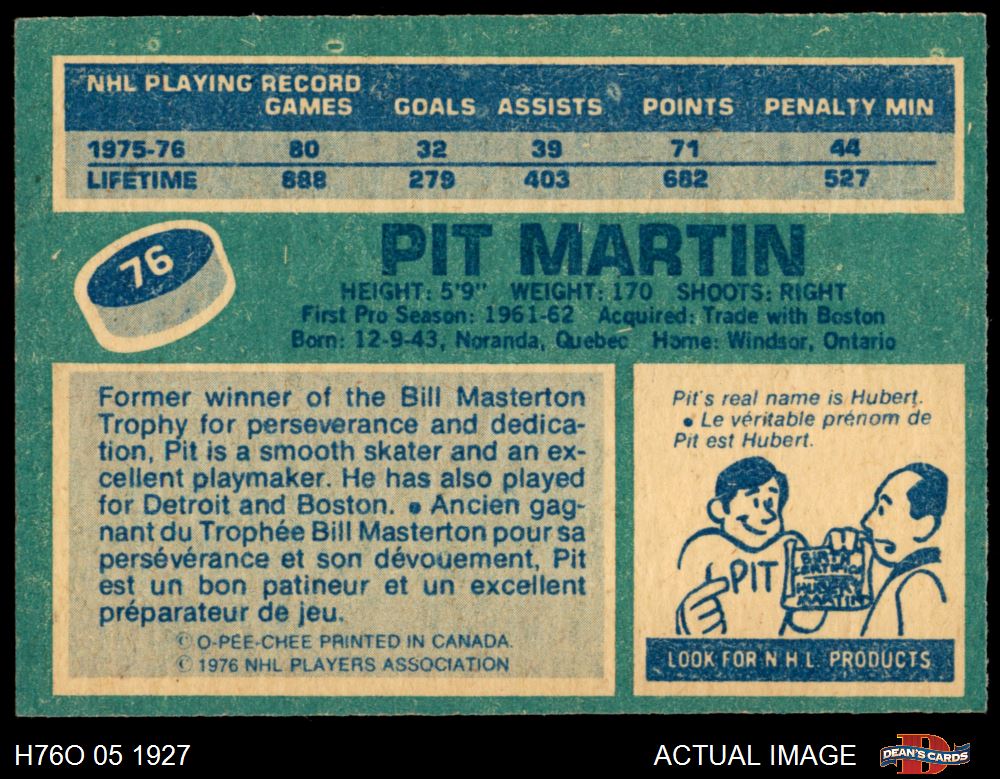 NHL PLAYING RECORD
GAMES GOALS ASSISTS POINTS PENALTY MIN
1975-76 80 32 39 71 44
LIFETIME 888 279 403 682 527
76
PIT MARTIN
HEIGHT: 5'9" WEIGHT: 170 SHOOTS: RIGHT
First Pro Season: 1961-62 Acquired: Trade with Boston
Born: 12-9-43, Noranda, Quebec Home: Windsor, Ontario
Former winner of the Bill Masterton
Trophy for perseverance and dedica-
tion, Pit is a smooth skater and an ex-
cellent playmaker. He has also played
for Detroit and Boston. • Ancien gag-
nant du Trophée Bill Masterton pour sa
persévérance et son dévouement, Pit
est un bon patineur et un excellent
préparateur de jeu.
© O-PEE-CHEE PRINTED IN CANADA.
© 1976 NHL PLAYERS ASSOCIATION
Pit's real name is Hubert.
• Le véritable prénom de
Pit est Hubert.
PIT
BIRTH
CERTIFICATE
HUBERT
MARTIN
LOOK FOR N H L PRODUCTS
H76O 05 1927
ACTUAL IMAGE
D
DEAN'S CARDS